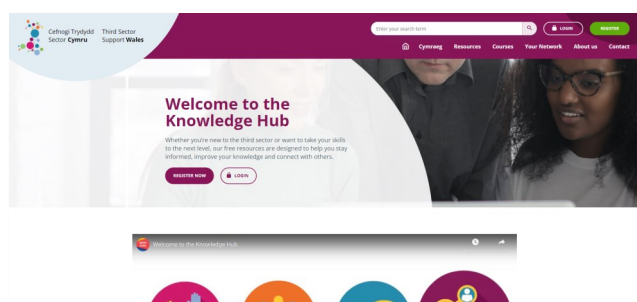 Cefnogi Trydydd
Sector Cymru
Third Sector
Support Wales
Enter your search term
LOGIN
REGISTER
Cymraeg
Resources
Courses
Your Network
About us
Contact
Welcome to the
Knowledge Hub
Whether you're new to the third sector or want to take your skills
to the next level, our free resources are designed to help you stay
informed, improve your knowledge and connect with others.
REGISTER NOW
LOGIN
Welcome to the Knowledge Hub